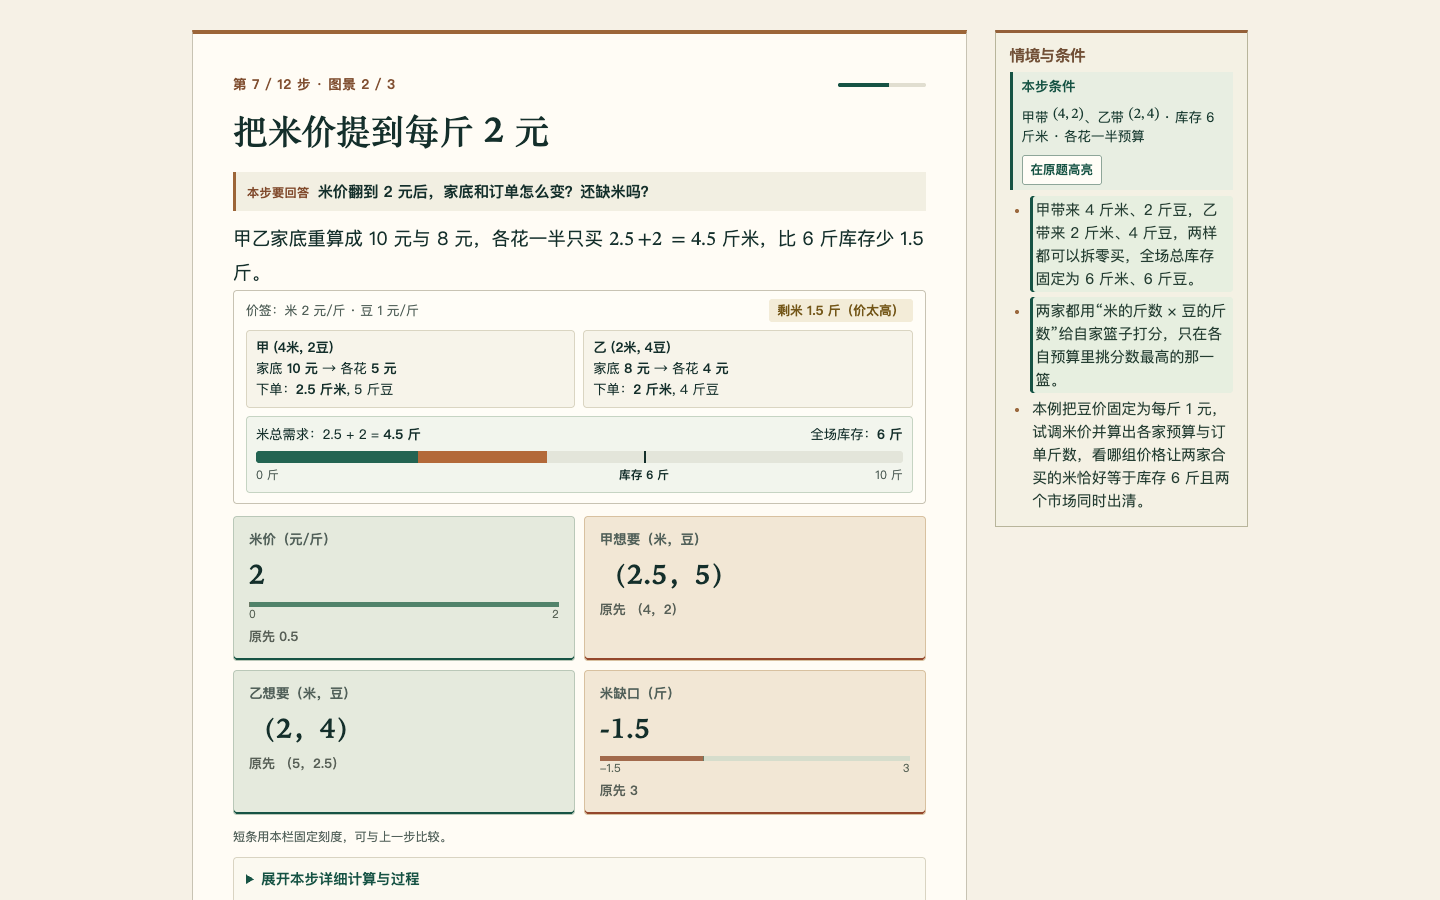 第 7 / 12 步 · 图景 2 / 3
把米价提到每斤 2 元
本步要回答 米价翻到 2 元后，家底和订单怎么变？还缺米吗？
甲乙家底重算成 10 元与 8 元，各花一半只买 2.5+2 = 4.5 斤米，比 6 斤库存少 1.5
斤。
价签：米 2 元/斤 · 豆 1 元/斤
剩米 1.5 斤（价太高）
甲 (4米, 2豆)
家底 10 元 → 各花 5 元
下单：2.5 斤米, 5 斤豆
乙 (2米, 4豆)
家底 8 元 → 各花 4 元
下单：2 斤米, 4 斤豆
米总需求：2.5 + 2 = 4.5 斤
全场库存：6 斤
0 斤
库存 6 斤
10 斤
米价（元/斤）
2
0
2
原先 0.5
甲想要（米，豆）
（2.5，5）
原先 （4，2）
乙想要（米，豆）
（2，4）
原先 （5，2.5）
米缺口（斤）
-1.5
−1.5
3
原先 3
短条用本栏固定刻度，可与上一步比较。
▶ 展开本步详细计算与过程
情境与条件
本步条件
甲带 (4, 2)、乙带 (2, 4) · 库存 6
斤米 · 各花一半预算
在原题高亮
• 甲带来 4 斤米、2 斤豆，乙
带来 2 斤米、4 斤豆，两样
都可以拆零买，全场总库存
固定为 6 斤米、6 斤豆。
• 两家都用“米的斤数 × 豆的斤
数”给自家篮子打分，只在各
自预算里挑分数最高的那一
篮。
• 本例把豆价固定为每斤 1 元，
试调米价并算出各家预算与订
单斤数，看哪组价格让两家合
买的米恰好等于库存 6 斤且两
个市场同时出清。